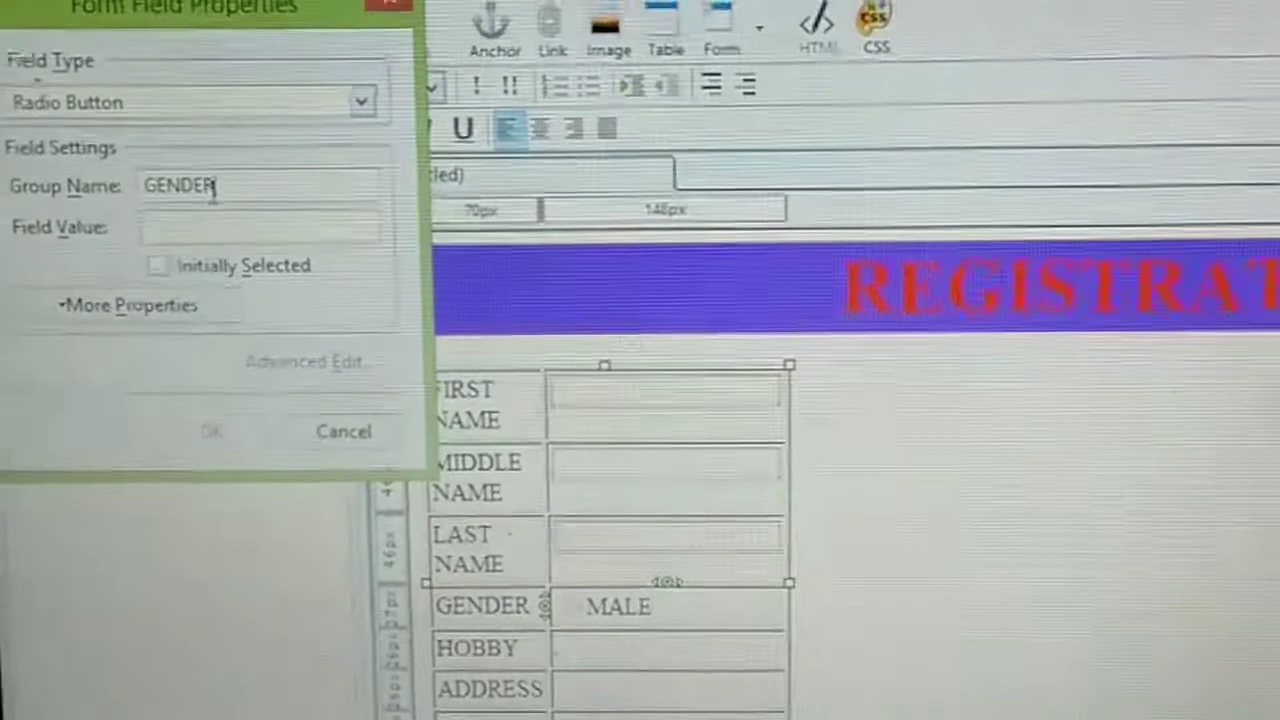 Form Field Properties
Field Type
Radio Button
Field Settings
Group Name: GENDER
Field Value:
Initially Selected
More Properties
Advanced Edit...
OK
Cancel
Anchor Link Image Table Form HTML CSS
U
tled)
70px
REGISTRAT
FIRST
NAME
MIDDLE
NAME
LAST
NAME
GENDER MALE
HOBBY
ADDRESS